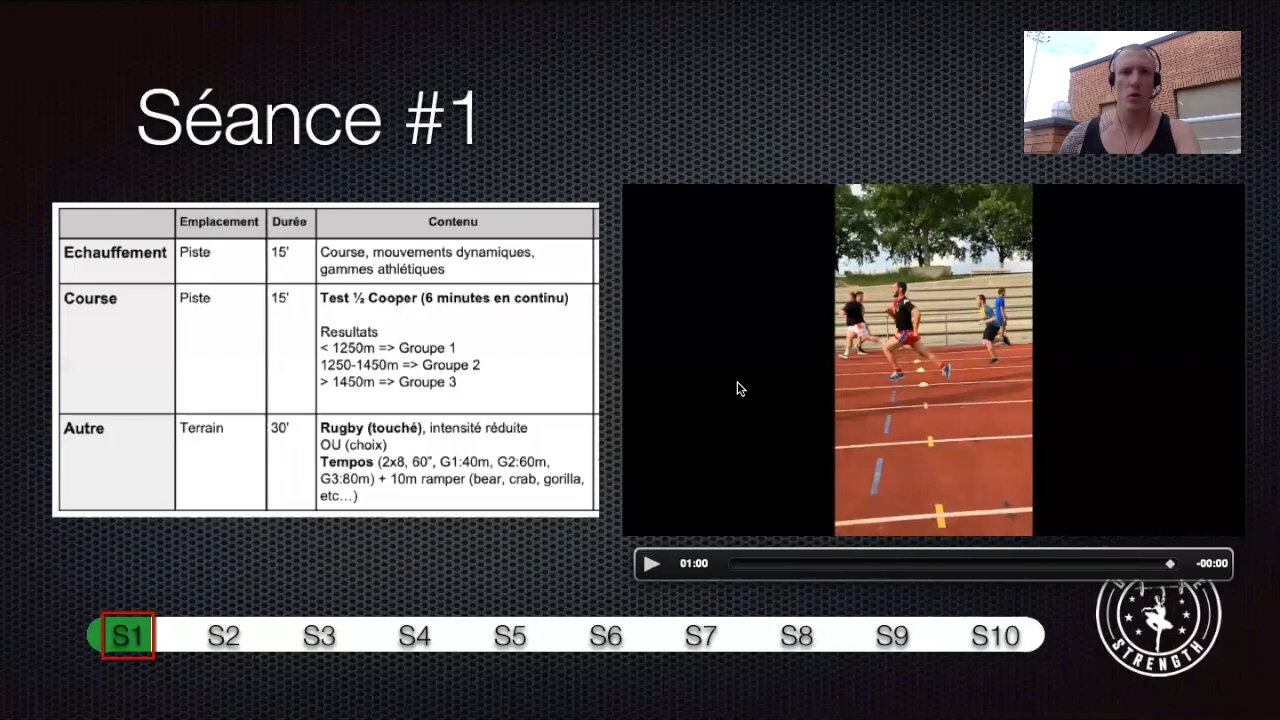 Séance #1
Emplacement Durée Contenu
Echauffement Piste 15’ Course, mouvements dynamiques,
gammes athlétiques
Course Piste 15’ Test ½ Cooper (6 minutes en continu)
Resultats
< 1250m => Groupe 1
1250-1450m => Groupe 2
> 1450m => Groupe 3
Autre Terrain 30’ Rugby (touché), intensité réduite
OU (choix)
Tempos (2x8, 60”, G1:40m, G2:60m,
G3:80m) + 10m ramper (bear, crab, gorilla,
etc…)
01:00 -00:00
S1 S2 S3 S4 S5 S6 S7 S8 S9 S10
STRENGTH